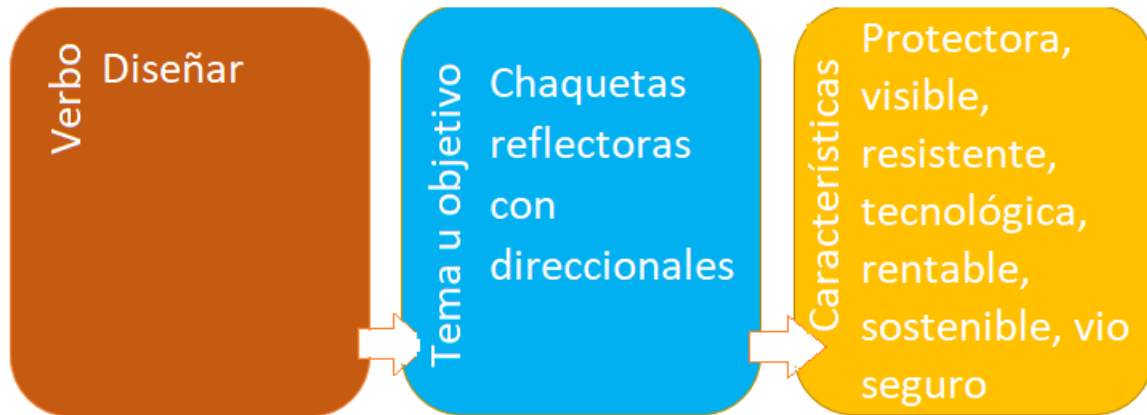 Verbo
Diseñar
Tema u objetivo
Chaquetas
reflectoras
con
direccionales
Características
Protectora,
visible,
resistente,
tecnológica,
rentable,
sostenible, vio
seguro